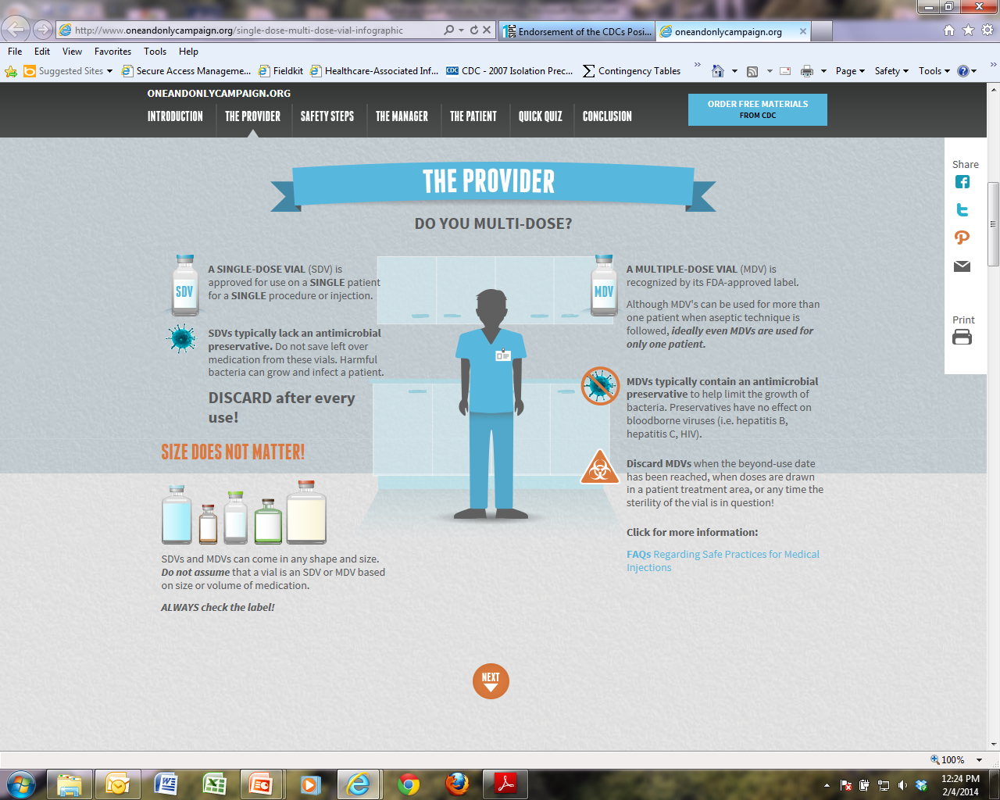 http://www.oneandonlycampaign.org/single-dose-multi-dose-vial-infographic
Endorsement of the CDCs Posi...
oneandonlycampaign.org
File Edit View Favorites Tools Help
Suggested Sites
Secure Access Manageme...
Fieldkit
Healthcare-Associated Inf...
CDC
CDC - 2007 Isolation Prec...
Contingency Tables
Page
Safety
Tools
ONEANDONLYCAMPAIGN.ORG
INTRODUCTION
THE PROVIDER
SAFETY STEPS
THE MANAGER
THE PATIENT
QUICK QUIZ
CONCLUSION
ORDER FREE MATERIALS
FROM CDC
Share
Print
THE PROVIDER
DO YOU MULTI-DOSE?
SDV
A SINGLE-DOSE VIAL (SDV) is
approved for use on a SINGLE patient
for a SINGLE procedure or injection.
SDVs typically lack an antimicrobial
preservative. Do not save left over
medication from these vials. Harmful
bacteria can grow and infect a patient.
DISCARD after every
use!
SIZE DOES NOT MATTER!
SDVs and MDVs can come in any shape and size.
Do not assume that a vial is an SDV or MDV based
on size or volume of medication.
ALWAYS check the label!
MDV
A MULTIPLE-DOSE VIAL (MDV) is
recognized by its FDA-approved label.
Although MDV's can be used for more than
one patient when aseptic technique is
followed, ideally even MDVs are used for
only one patient.
MDVs typically contain an antimicrobial
preservative to help limit the growth of
bacteria. Preservatives have no effect on
bloodborne viruses (i.e. hepatitis B,
hepatitis C, HIV).
Discard MDVs when the beyond-use date
has been reached, when doses are drawn
in a patient treatment area, or any time the
sterility of the vial is in question!
Click for more information:
FAQs Regarding Safe Practices for Medical
Injections
NEXT
100%
12:24 PM
2/4/2014